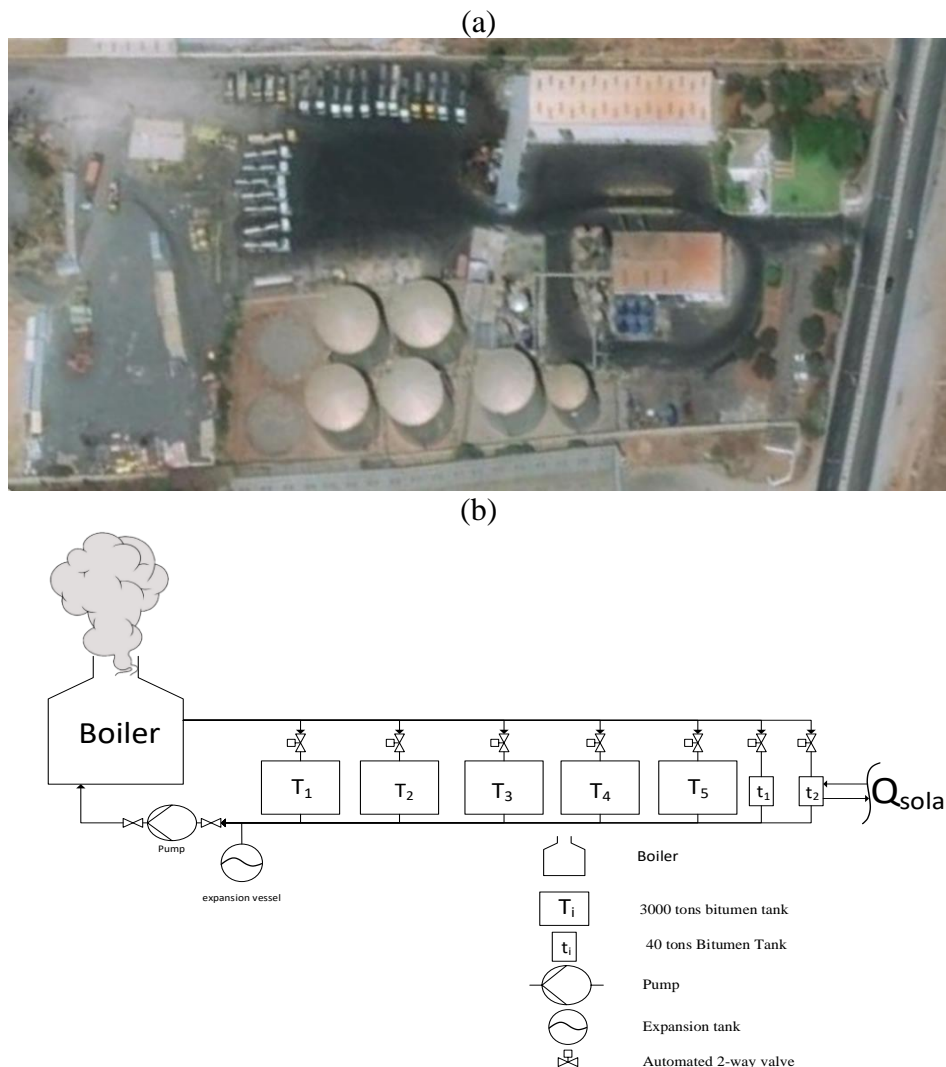 (a)
(b)
Boiler
T1
T2
T3
T4
T5
t1
t2
Qsola
Pump
expansion vessel
Boiler
Ti 3000 tons bitumen tank
ti 40 tons Bitumen Tank
Pump
Expansion tank
Automated 2-way valve